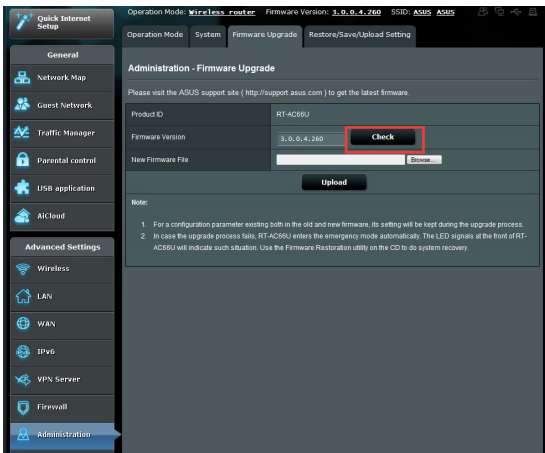 Quick Internet
Setup
Operation Mode: Wireless router Firmware Version: 3.0.0.4.260 SSID: ASUS ASUS
Operation Mode System Firmware Upgrade Restore/Save/Upload Setting
General
Network Map
Guest Network
Traffic Manager
Parental control
USB application
AiCloud
Advanced Settings
Wireless
LAN
WAN
IPv6
VPN Server
Firewall
Administration
Administration - Firmware Upgrade
Please visit the ASUS support site ( http://support.asus.com ) to get the latest firmware.
Product ID RT-AC66U
Firmware Version 3.0.0.4.260 Check
New Firmware File Browse...
Upload
Note:
1. For a configuration parameter existing both in the old and new firmware, its setting will be kept during the upgrade process.
2. In case the upgrade process fails, RT-AC66U enters the emergency mode automatically. The LED signals at the front of RT-
AC66U will indicate such situation. Use the Firmware Restoration utility on the CD to do system recovery.